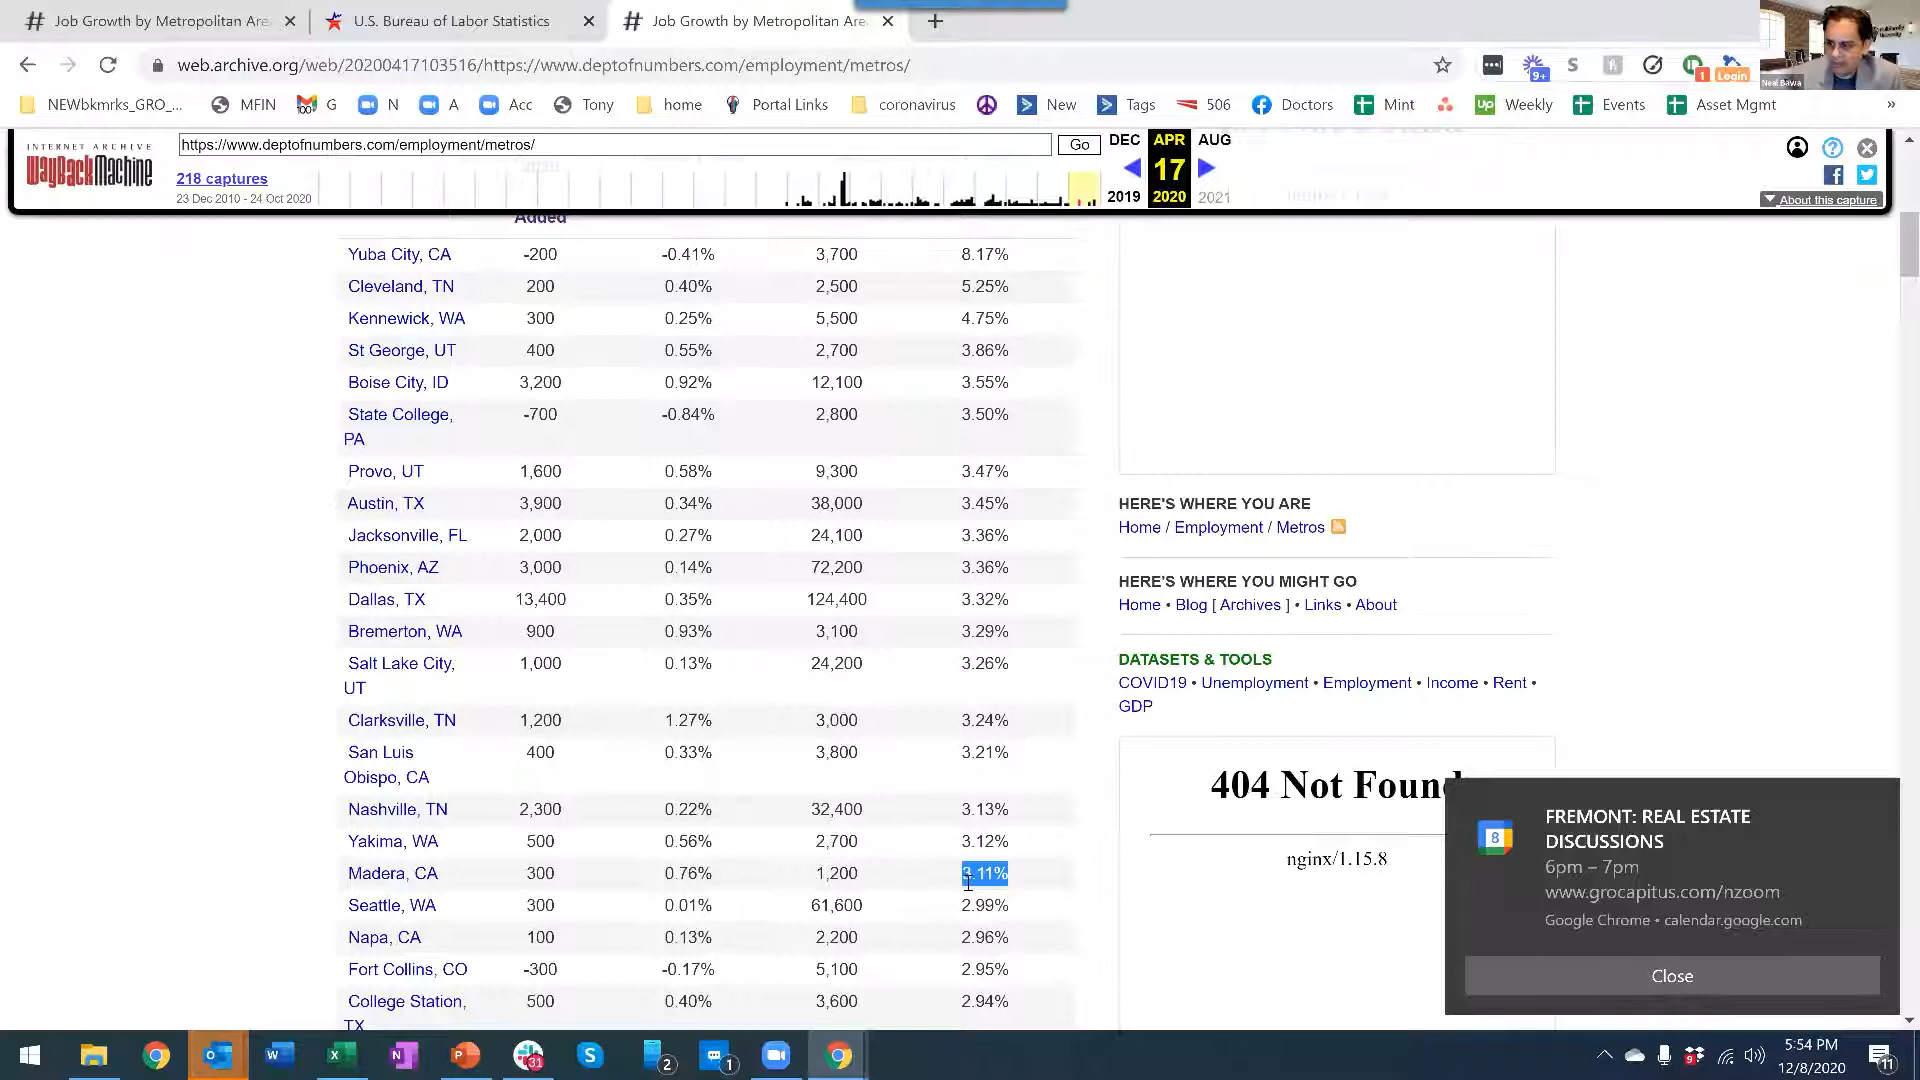 Job Growth by Metropolitan Are
U.S. Bureau of Labor Statistics
Job Growth by Metropolitan Are
web.archive.org/web/20200417103516/https://www.deptofnumbers.com/employment/metros/
9+
S
1
Login
Neal Bawa
NEWbkmrks_GRO_...
MFIN
G
N
A
Acc
Tony
home
Portal Links
coronavirus
New
Tags
506
Doctors
Mint
Up
Weekly
Events
Asset Mgmt
»
INTERNET ARCHIVE
WayBackMachine
https://www.deptofnumbers.com/employment/metros/
Go
DEC APR AUG
17
2019 2020 2021
218 captures
23 Dec 2010 - 24 Oct 2020
About this capture
Added
Yuba City, CA -200 -0.41% 3,700 8.17%
Cleveland, TN 200 0.40% 2,500 5.25%
Kennewick, WA 300 0.25% 5,500 4.75%
St George, UT 400 0.55% 2,700 3.86%
Boise City, ID 3,200 0.92% 12,100 3.55%
State College, -700 -0.84% 2,800 3.50%
PA
Provo, UT 1,600 0.58% 9,300 3.47%
Austin, TX 3,900 0.34% 38,000 3.45%
Jacksonville, FL 2,000 0.27% 24,100 3.36%
Phoenix, AZ 3,000 0.14% 72,200 3.36%
Dallas, TX 13,400 0.35% 124,400 3.32%
Bremerton, WA 900 0.93% 3,100 3.29%
Salt Lake City, 1,000 0.13% 24,200 3.26%
UT
Clarksville, TN 1,200 1.27% 3,000 3.24%
San Luis 400 0.33% 3,800 3.21%
Obispo, CA
Nashville, TN 2,300 0.22% 32,400 3.13%
Yakima, WA 500 0.56% 2,700 3.12%
Madera, CA 300 0.76% 1,200 3.11%
Seattle, WA 300 0.01% 61,600 2.99%
Napa, CA 100 0.13% 2,200 2.96%
Fort Collins, CO -300 -0.17% 5,100 2.95%
College Station, 500 0.40% 3,600 2.94%
TX
HERE'S WHERE YOU ARE
Home / Employment / Metros
HERE'S WHERE YOU MIGHT GO
Home • Blog [ Archives ] • Links • About
DATASETS & TOOLS
COVID19 • Unemployment • Employment • Income • Rent •
GDP
404 Not Foun
nginx/1.15.8
8
FREMONT: REAL ESTATE
DISCUSSIONS
6pm – 7pm
www.grocapitus.com/nzoom
Google Chrome • calendar.google.com
Close
31
2
1
9
5:54 PM
12/8/2020
11